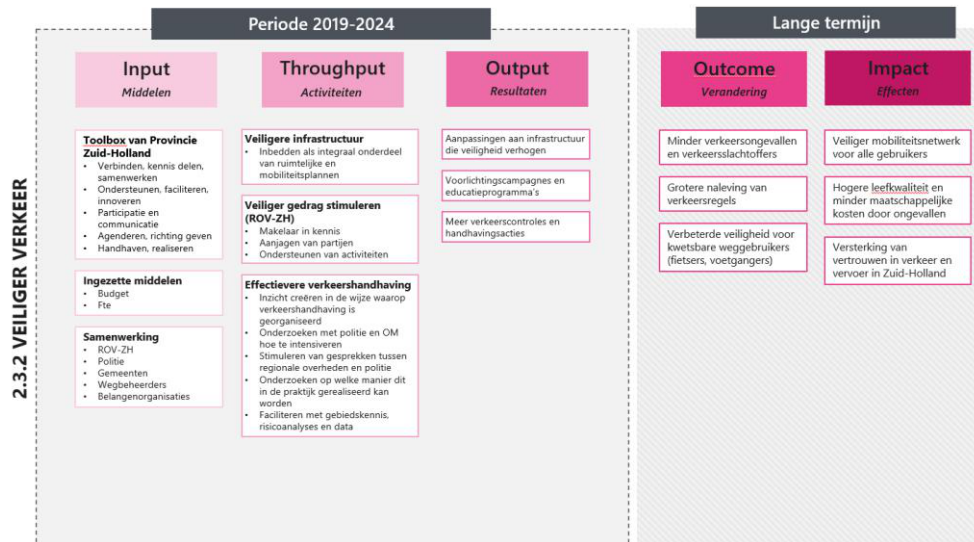 Periode 2019-2024
Lange termijn
2.3.2 VEILIGER VERKEER
Input
Middelen
Toolbox van Provincie
Zuid-Holland
• Verbinden, kennis delen,
samenwerken
• Ondersteunen, faciliteren,
innoveren
• Participatie en
communicatie
• Agenderen, richting geven
• Handhaven, realiseren
Ingezette middelen
• Budget
• Fte
Samenwerking
• ROV-ZH
• Politie
• Gemeenten
• Wegbeheerders
• Belangenorganisaties
Throughput
Activiteiten
Veiligere infrastructuur
• Inbedden als integraal onderdeel
van ruimtelijke en
mobiliteitsplannen
Veiliger gedrag stimuleren
(ROV-ZH)
• Makelaar in kennis
• Aanjagen van partijen
• Ondersteunen van activiteiten
Effectievere verkeershandhaving
• Inzicht creëren in de wijze waarop
verkeershandhaving is
georganiseerd
• Onderzoeken met politie en OM
hoe te intensiveren
• Stimuleren van gesprekken tussen
regionale overheden en politie
• Onderzoeken op welke manier dit
in de praktijk gerealiseerd kan
worden
• Faciliteren met gebiedskennis,
risicoanalyses en data
Output
Resultaten
Aanpassingen aan infrastructuur
die veiligheid verhogen
Voorlichtingscampagnes en
educatieprogramma's
Meer verkeerscontroles en
handhavingsacties
Outcome
Verandering
Minder verkeersongevallen
en verkeersslachtoffers
Grotere naleving van
verkeersregels
Verbeterde veiligheid voor
kwetsbare weggebruikers
(fietsers, voetgangers)
Impact
Effecten
Veiliger mobiliteitsnetwerk
voor alle gebruikers
Hogere leefkwaliteit en
minder maatschappelijke
kosten door ongevallen
Versterking van
vertrouwen in verkeer en
vervoer in Zuid-Holland